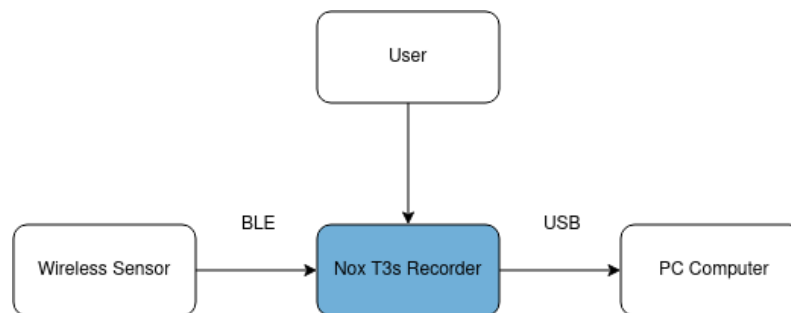 User
BLE
USB
Wireless Sensor
Nox T3s Recorder
PC Computer